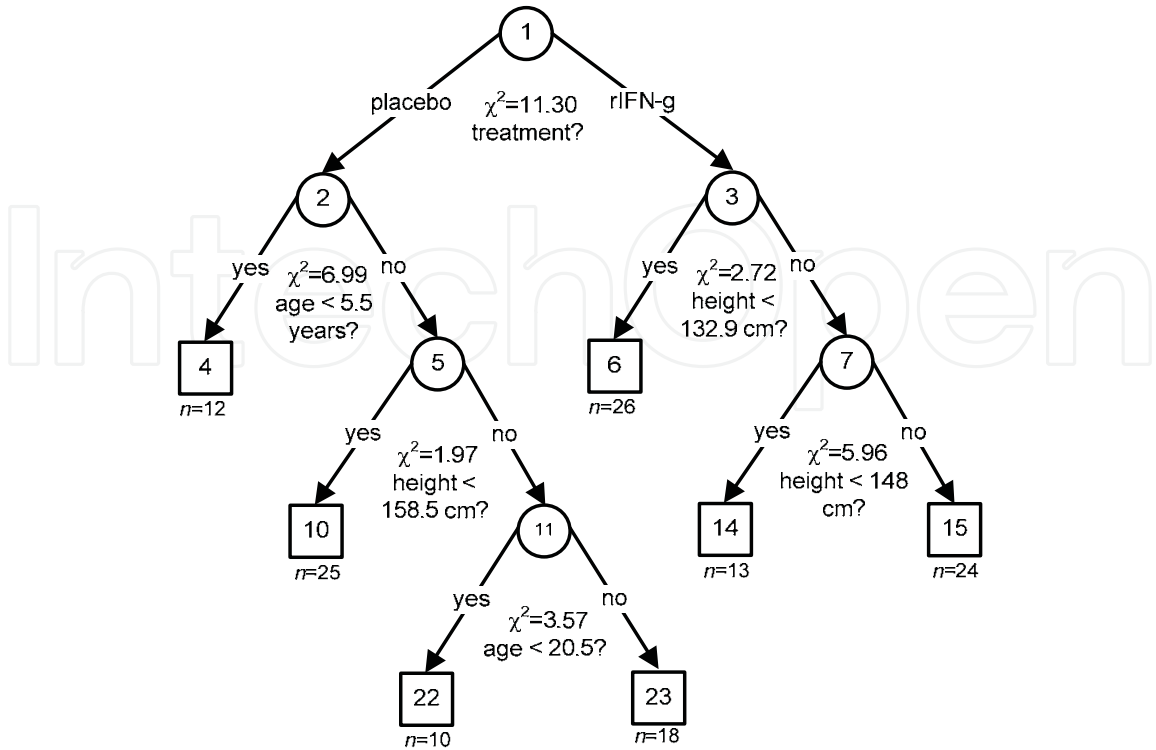 1
placebo
χ²=11.30
treatment?
rIFN-g
2
3
yes
χ²=6.99
age < 5.5
years?
no
yes
χ²=2.72
height <
132.9 cm?
no
4
n=12
5
6
n=26
7
yes
χ²=1.97
height <
158.5 cm?
no
yes
χ²=5.96
height < 148
cm?
no
10
n=25
11
14
n=13
15
n=24
yes
χ²=3.57
age < 20.5?
no
22
n=10
23
n=18
IntechOpen